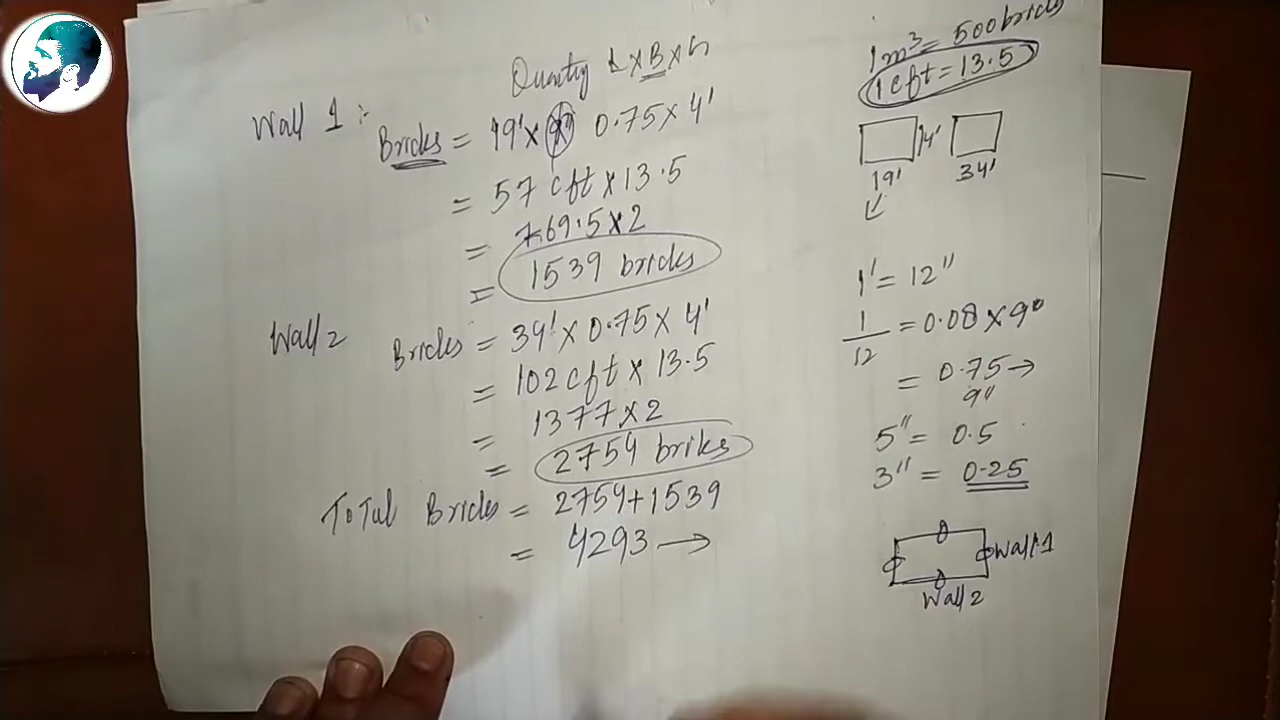 Quantity L x B x h
Wall 1 :-
Bricks = 19' x 0.75 x 4'
= 57 cft x 13.5
= 769.5 x 2
= 1539 bricks
Wall 2
Bricks = 34' x 0.75 x 4'
= 102 cft x 13.5
= 1377 x 2
= 2754 briks
ToTul Bricks = 2754 + 1539
= 4293 →
1m³ = 500 bricks
1 cft = 13.5
4'
19' 34'
1' = 12"
1/12 = 0.08 x 9"
= 0.75 →
9"
5" = 0.5
3" = 0.25
Wall 1
Wall 2